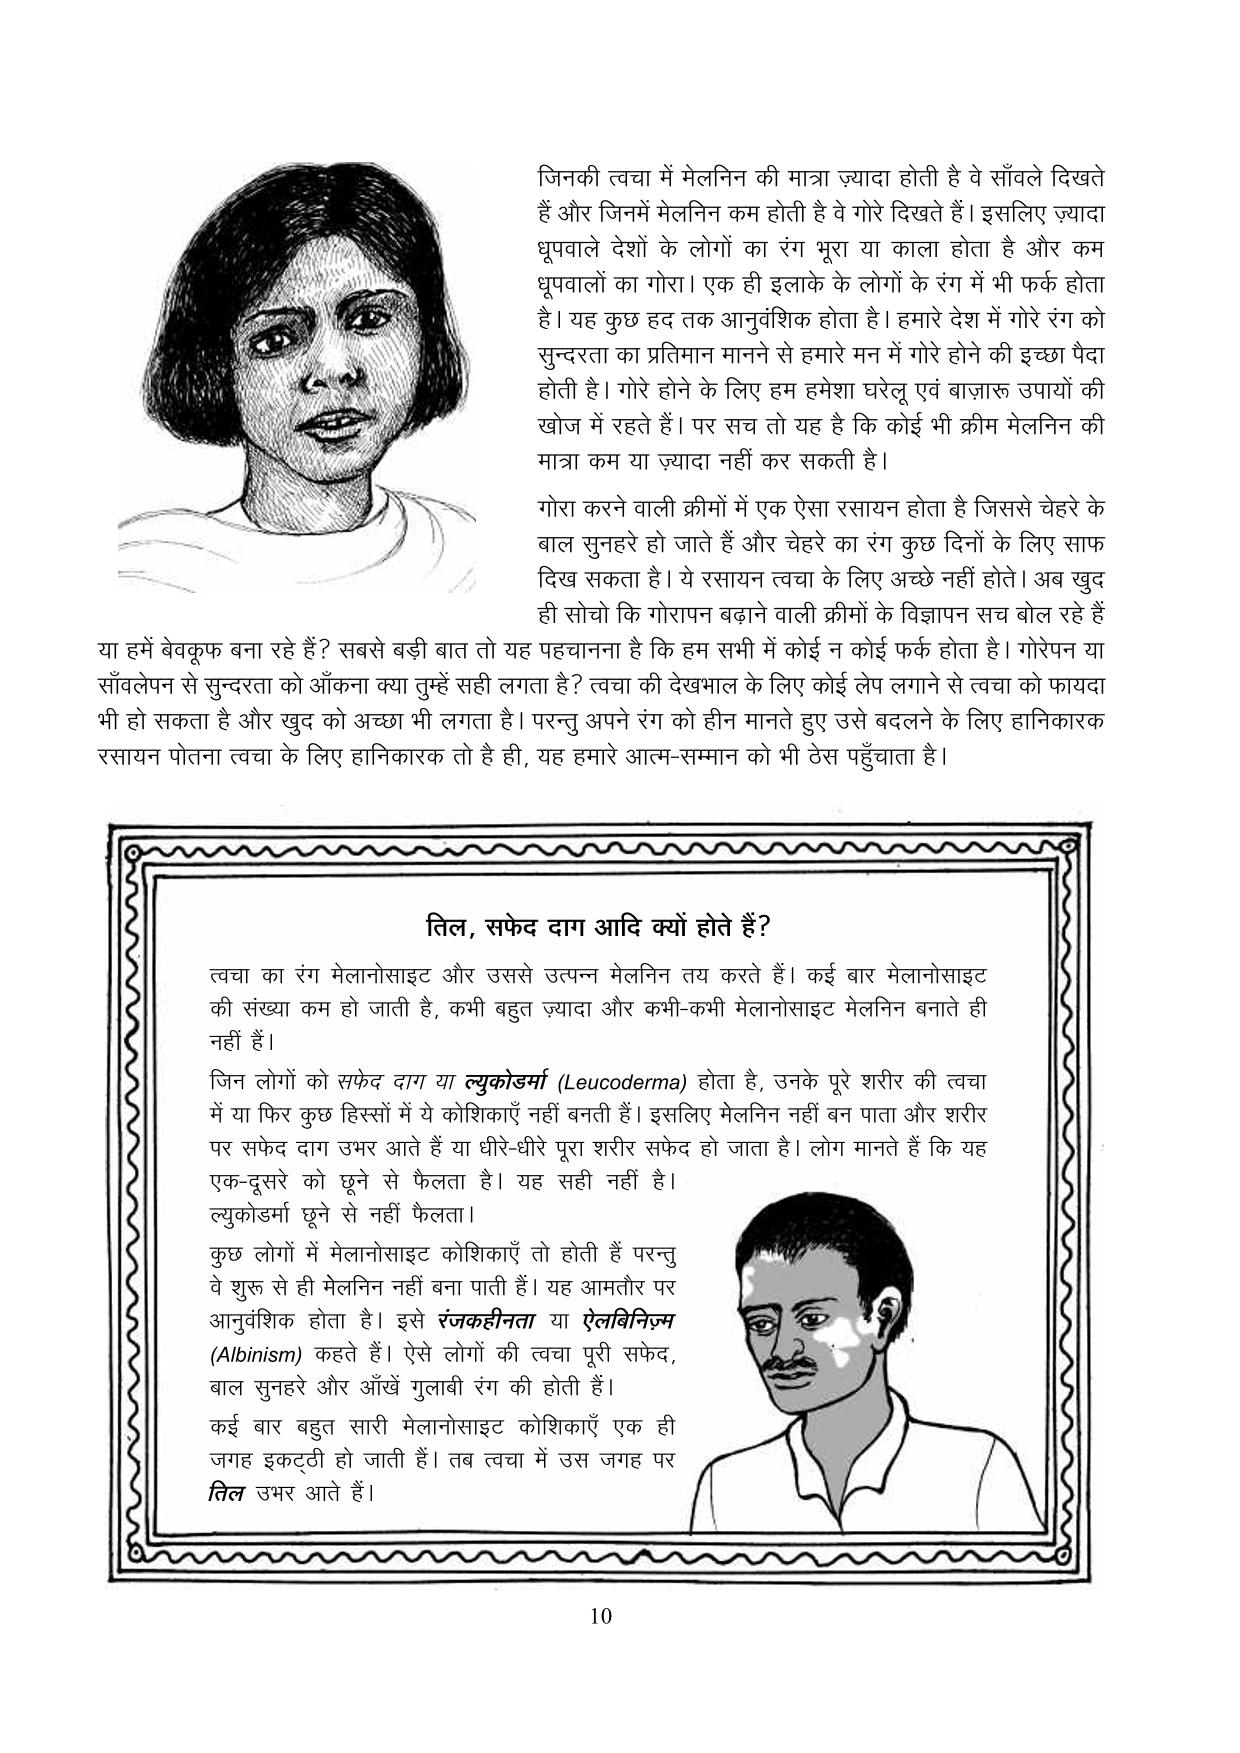 जिनकी त्वचा में मेलनिन की मात्रा ज़्यादा होती है वे साँवले दिखते
हैं और जिनमें मेलनिन कम होती है वे गोरे दिखते हैं। इसलिए ज़्यादा
धूपवाले देशों के लोगों का रंग भूरा या काला होता है और कम
धूपवालों का गोरा। एक ही इलाके के लोगों के रंग में भी फर्क होता
है। यह कुछ हद तक आनुवंशिक होता है। हमारे देश में गोरे रंग को
सुन्दरता का प्रतिमान मानने से हमारे मन में गोरे होने की इच्छा पैदा
होती है। गोरे होने के लिए हम हमेशा घरेलू एवं बाज़ारू उपायों की
खोज में रहते हैं। पर सच तो यह है कि कोई भी क्रीम मेलनिन की
मात्रा कम या ज़्यादा नहीं कर सकती है।
गोरा करने वाली क्रीमों में एक ऐसा रसायन होता है जिससे चेहरे के
बाल सुनहरे हो जाते हैं और चेहरे का रंग कुछ दिनों के लिए साफ
दिख सकता है। ये रसायन त्वचा के लिए अच्छे नहीं होते। अब खुद
ही सोचो कि गोरापन बढ़ाने वाली क्रीमों के विज्ञापन सच बोल रहे हैं
या हमें बेवकूफ बना रहे हैं? सबसे बड़ी बात तो यह पहचानना है कि हम सभी में कोई न कोई फर्क होता है। गोरेपन या
साँवलेपन से सुन्दरता को आँकना क्या तुम्हें सही लगता है? त्वचा की देखभाल के लिए कोई लेप लगाने से त्वचा को फायदा
भी हो सकता है और खुद को अच्छा भी लगता है। परन्तु अपने रंग को हीन मानते हुए उसे बदलने के लिए हानिकारक
रसायन पोतना त्वचा के लिए हानिकारक तो है ही, यह हमारे आत्म-सम्मान को भी ठेस पहुँचाता है।
तिल, सफेद दाग आदि क्यों होते हैं?
त्वचा का रंग मेलानोसाइट और उससे उत्पन्न मेलनिन तय करते हैं। कई बार मेलानोसाइट
की संख्या कम हो जाती है, कभी बहुत ज़्यादा और कभी-कभी मेलानोसाइट मेलनिन बनाते ही
नहीं हैं।
जिन लोगों को सफेद दाग या ल्युकोडर्मा (Leucoderma) होता है, उनके पूरे शरीर की त्वचा
में या फिर कुछ हिस्सों में ये कोशिकाएँ नहीं बनती हैं। इसलिए मेलनिन नहीं बन पाता और शरीर
पर सफेद दाग उभर आते हैं या धीरे-धीरे पूरा शरीर सफेद हो जाता है। लोग मानते हैं कि यह
एक-दूसरे को छूने से फैलता है। यह सही नहीं है।
ल्युकोडर्मा छूने से नहीं फैलता।
कुछ लोगों में मेलानोसाइट कोशिकाएँ तो होती हैं परन्तु
वे शुरू से ही मेलनिन नहीं बना पाती हैं। यह आमतौर पर
आनुवंशिक होता है। इसे रंजकहीनता या ऐलबिनिज़्म
(Albinism) कहते हैं। ऐसे लोगों की त्वचा पूरी सफेद,
बाल सुनहरे और आँखें गुलाबी रंग की होती हैं।
कई बार बहुत सारी मेलानोसाइट कोशिकाएँ एक ही
जगह इकट्ठी हो जाती हैं। तब त्वचा में उस जगह पर
तिल उभर आते हैं।
10